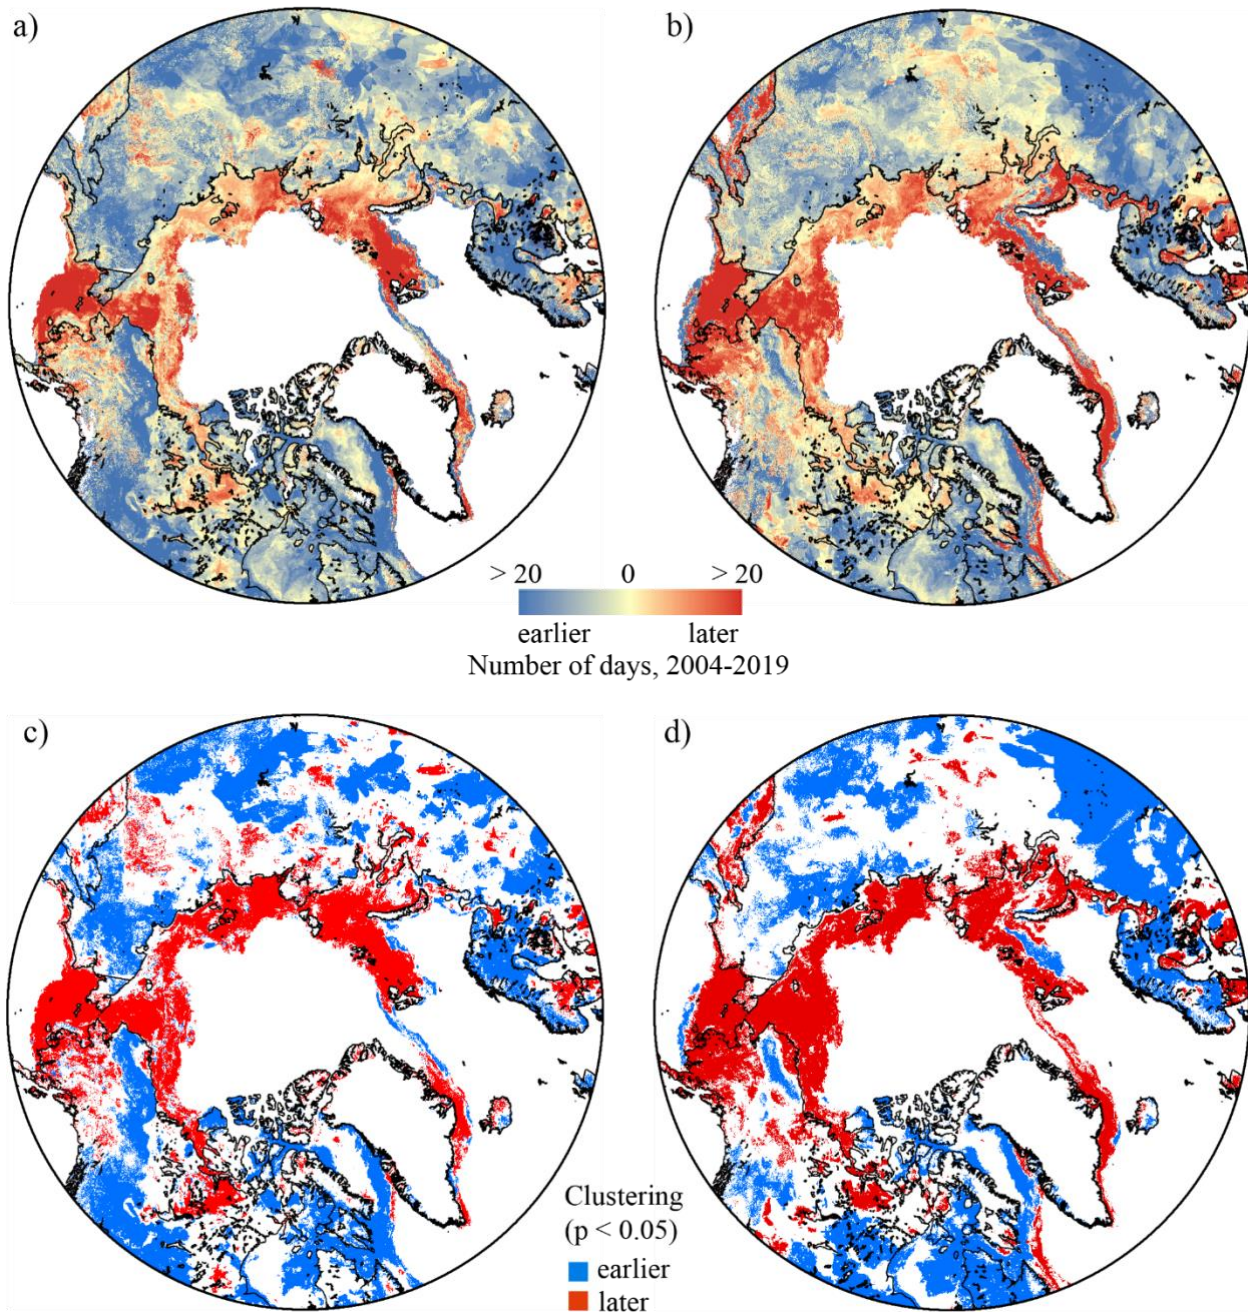 a)
b)
> 20 0 > 20
earlier later
Number of days, 2004-2019
c)
d)
Clustering
(p < 0.05)
earlier
later